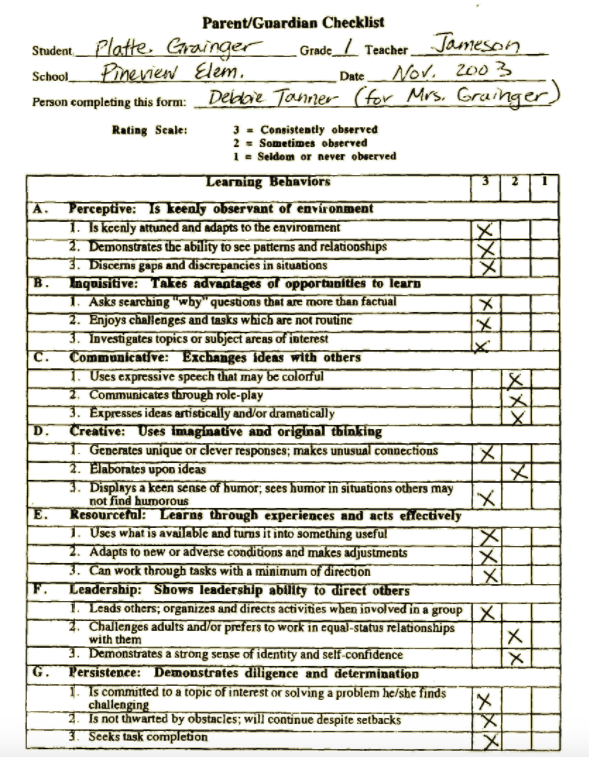 Parent/Guardian Checklist
Student Platte. Grainger Grade 1 Teacher Jameson
School Pineview Elem. Date Nov. 2003
Person completing this form: Debbie Tanner (for Mrs. Grainger)
Rating Scale: 3 = Consistently observed
2 = Sometimes observed
1 = Seldom or never observed
Learning Behaviors 3 2 1
A. Perceptive: Is keenly observant of environment
1. Is keenly attuned and adapts to the environment X
2. Demonstrates the ability to see patterns and relationships X
3. Discerns gaps and discrepancies in situations X
B. Inquisitive: Takes advantages of opportunities to learn
1. Asks searching "why" questions that are more than factual X
2. Enjoys challenges and tasks which are not routine X
3. Investigates topics or subject areas of interest X
C. Communicative: Exchanges ideas with others
1. Uses expressive speech that may be colorful X
2. Communicates through role-play X
3. Expresses ideas artistically and/or dramatically X
D. Creative: Uses imaginative and original thinking
1. Generates unique or clever responses; makes unusual connections X
2. Elaborates upon ideas X
3. Displays a keen sense of humor; sees humor in situations others may
not find humorous X
E. Resourceful: Learns through experiences and acts effectively
1. Uses what is available and turns it into something useful X
2. Adapts to new or adverse conditions and makes adjustments X
3. Can work through tasks with a minimum of direction X
F. Leadership: Shows leadership ability to direct others
1. Leads others; organizes and directs activities when involved in a group X
2. Challenges adults and/or prefers to work in equal-status relationships
with them X
3. Demonstrates a strong sense of identity and self-confidence X
G. Persistence: Demonstrates diligence and determination
1. Is committed to a topic of interest or solving a problem he/she finds
challenging X
2. Is not thwarted by obstacles; will continue despite setbacks X
3. Seeks task completion X